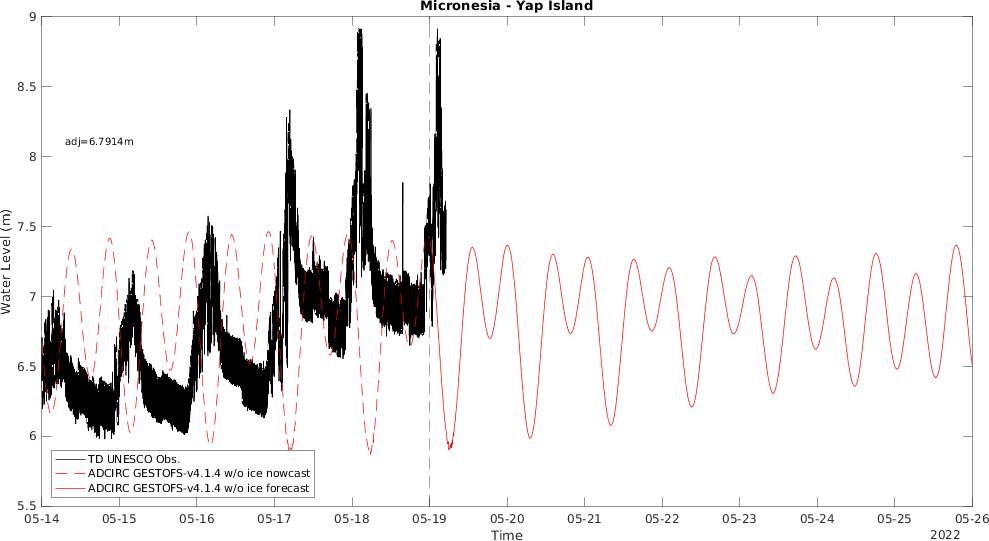 Micronesia - Yap Island
9
8.5
adj=6.7914m
8
7.5
Water Level (m)
7
6.5
6
TD UNESCO Obs.
ADCIRC GESTOFS-v4.1.4 w/o ice nowcast
ADCIRC GESTOFS-v4.1.4 w/o ice forecast
5.5
05-14 05-15 05-16 05-17 05-18 05-19 05-20 05-21 05-22 05-23 05-24 05-25 05-26
Time
2022